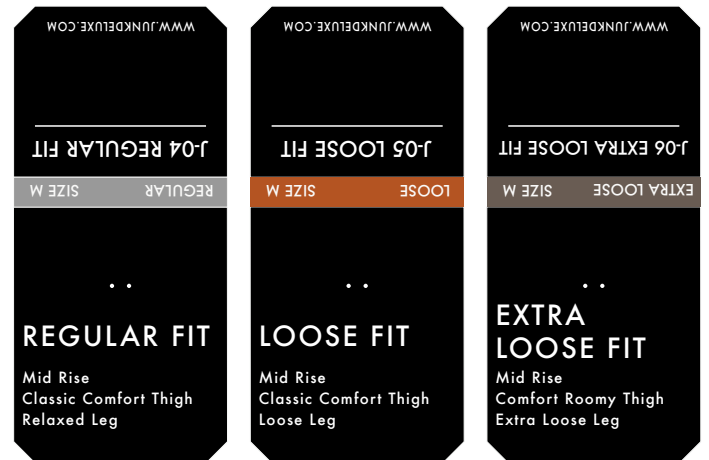 WWW.JUNKDELUXE.COM
J-04 REGULAR FIT
REGULAR SIZE M
REGULAR FIT
Mid Rise
Classic Comfort Thigh
Relaxed Leg
WWW.JUNKDELUXE.COM
J-05 LOOSE FIT
LOOSE SIZE M
LOOSE FIT
Mid Rise
Classic Comfort Thigh
Loose Leg
WWW.JUNKDELUXE.COM
J-06 EXTRA LOOSE FIT
EXTRA LOOSE SIZE M
EXTRA
LOOSE FIT
Mid Rise
Comfort Roomy Thigh
Extra Loose Leg